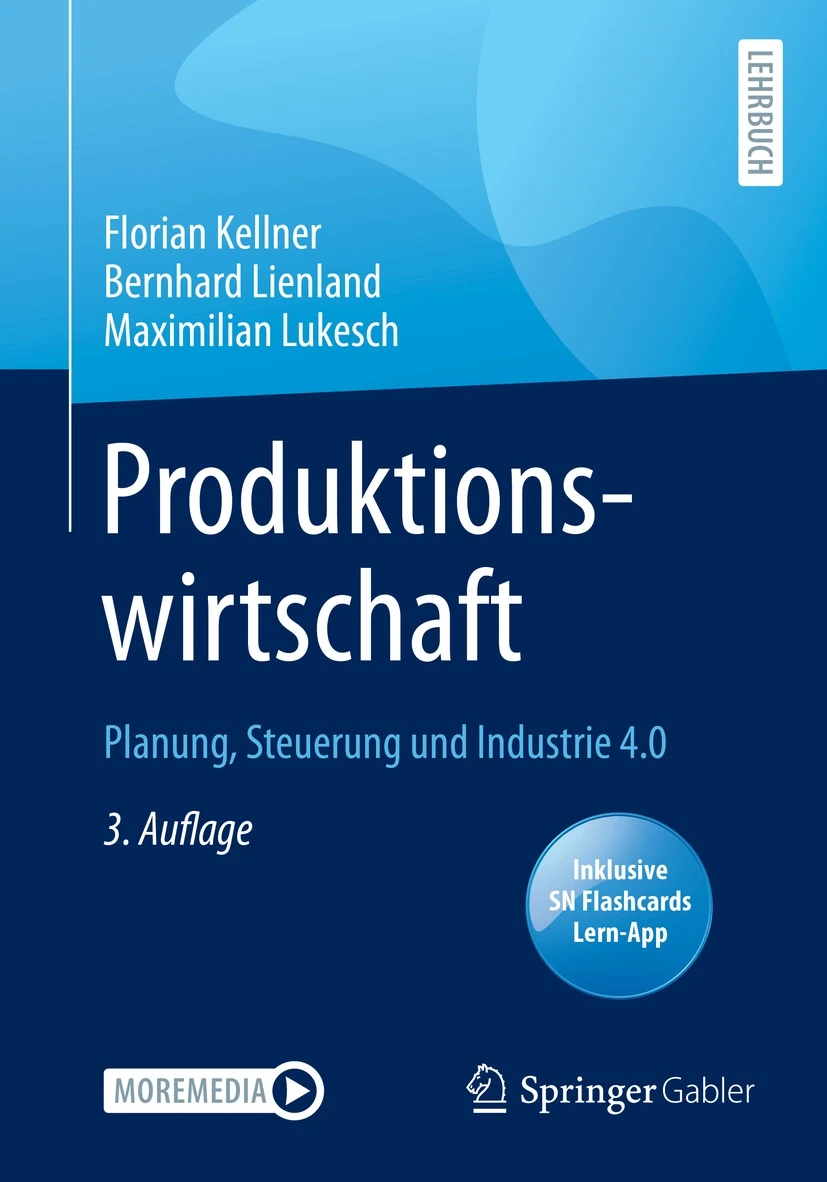 LEHRBUCH
Florian Kellner
Bernhard Lienland
Maximilian Lukesch
Produktions-
wirtschaft
Planung, Steuerung und Industrie 4.0
3. Auflage
Inklusive
SN Flashcards
Lern-App
MOREMEDIA
Springer Gabler